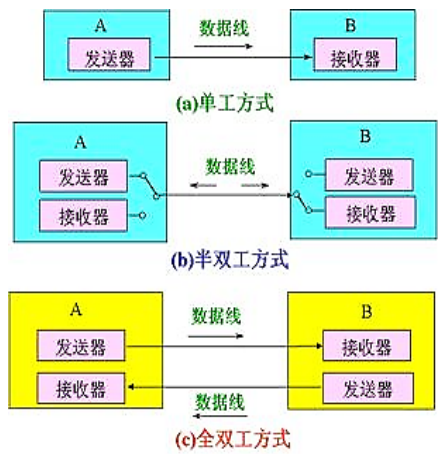 A
B
数据线
发送器
接收器
(a)单工方式
A
B
数据线
发送器
发送器
接收器
接收器
(b)半双工方式
A
B
数据线
发送器
接收器
接收器
发送器
数据线
(c)全双工方式